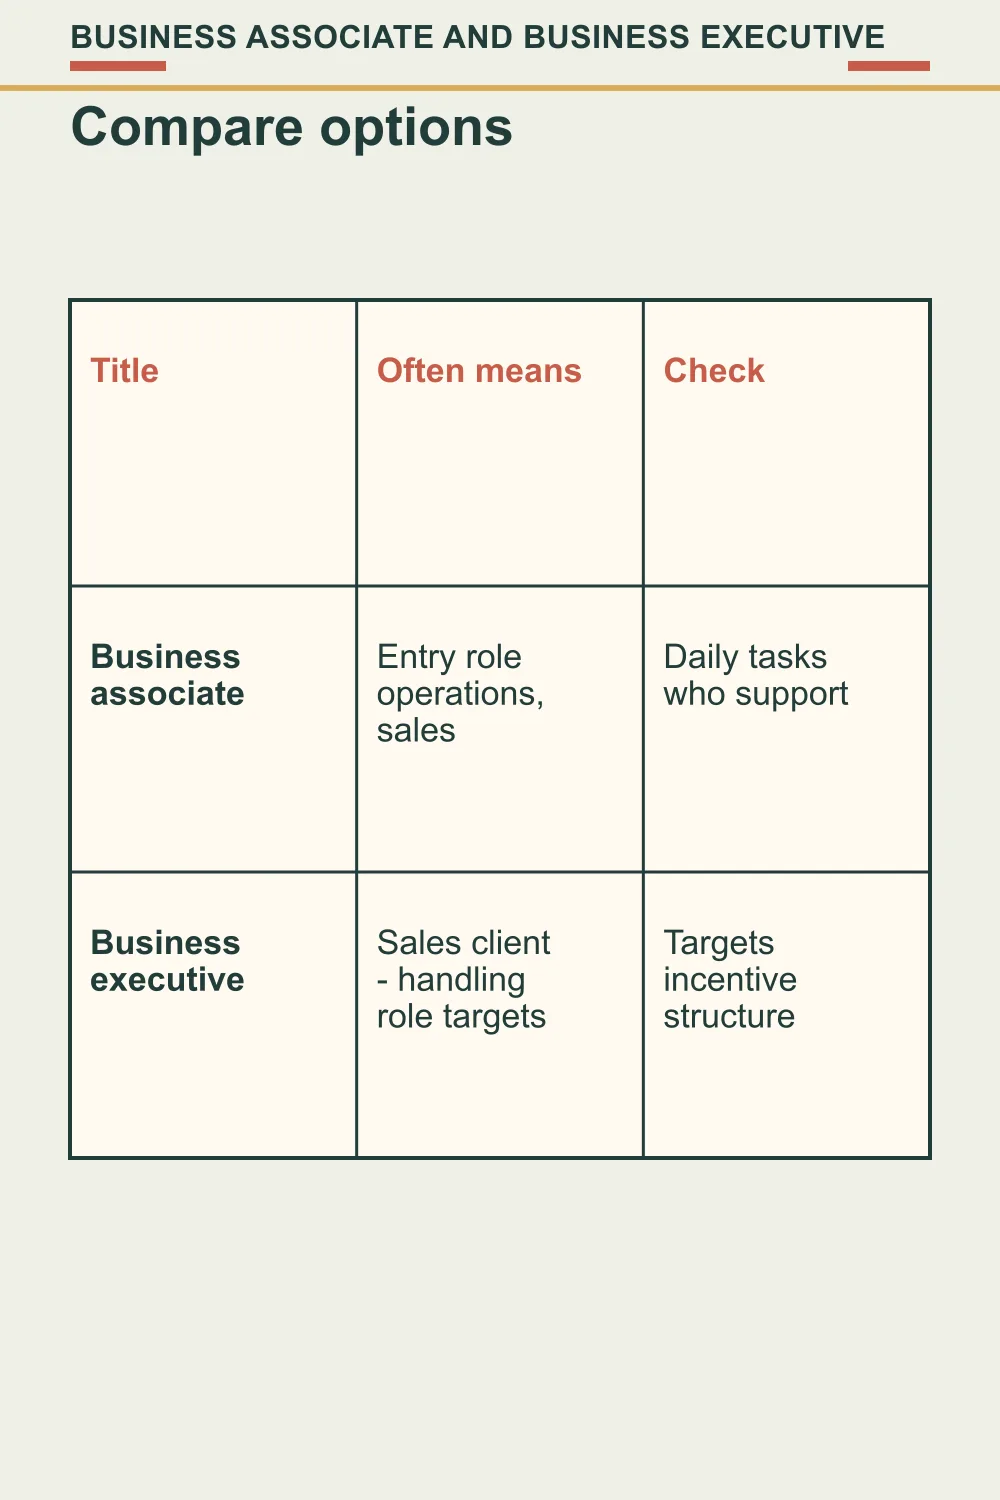 BUSINESS ASSOCIATE AND BUSINESS EXECUTIVE
Compare options
Title
Often means
Check
Business
associate
Entry role
operations,
sales
Daily tasks
who support
Business
executive
Sales client
- handling
role targets
Targets
incentive
structure